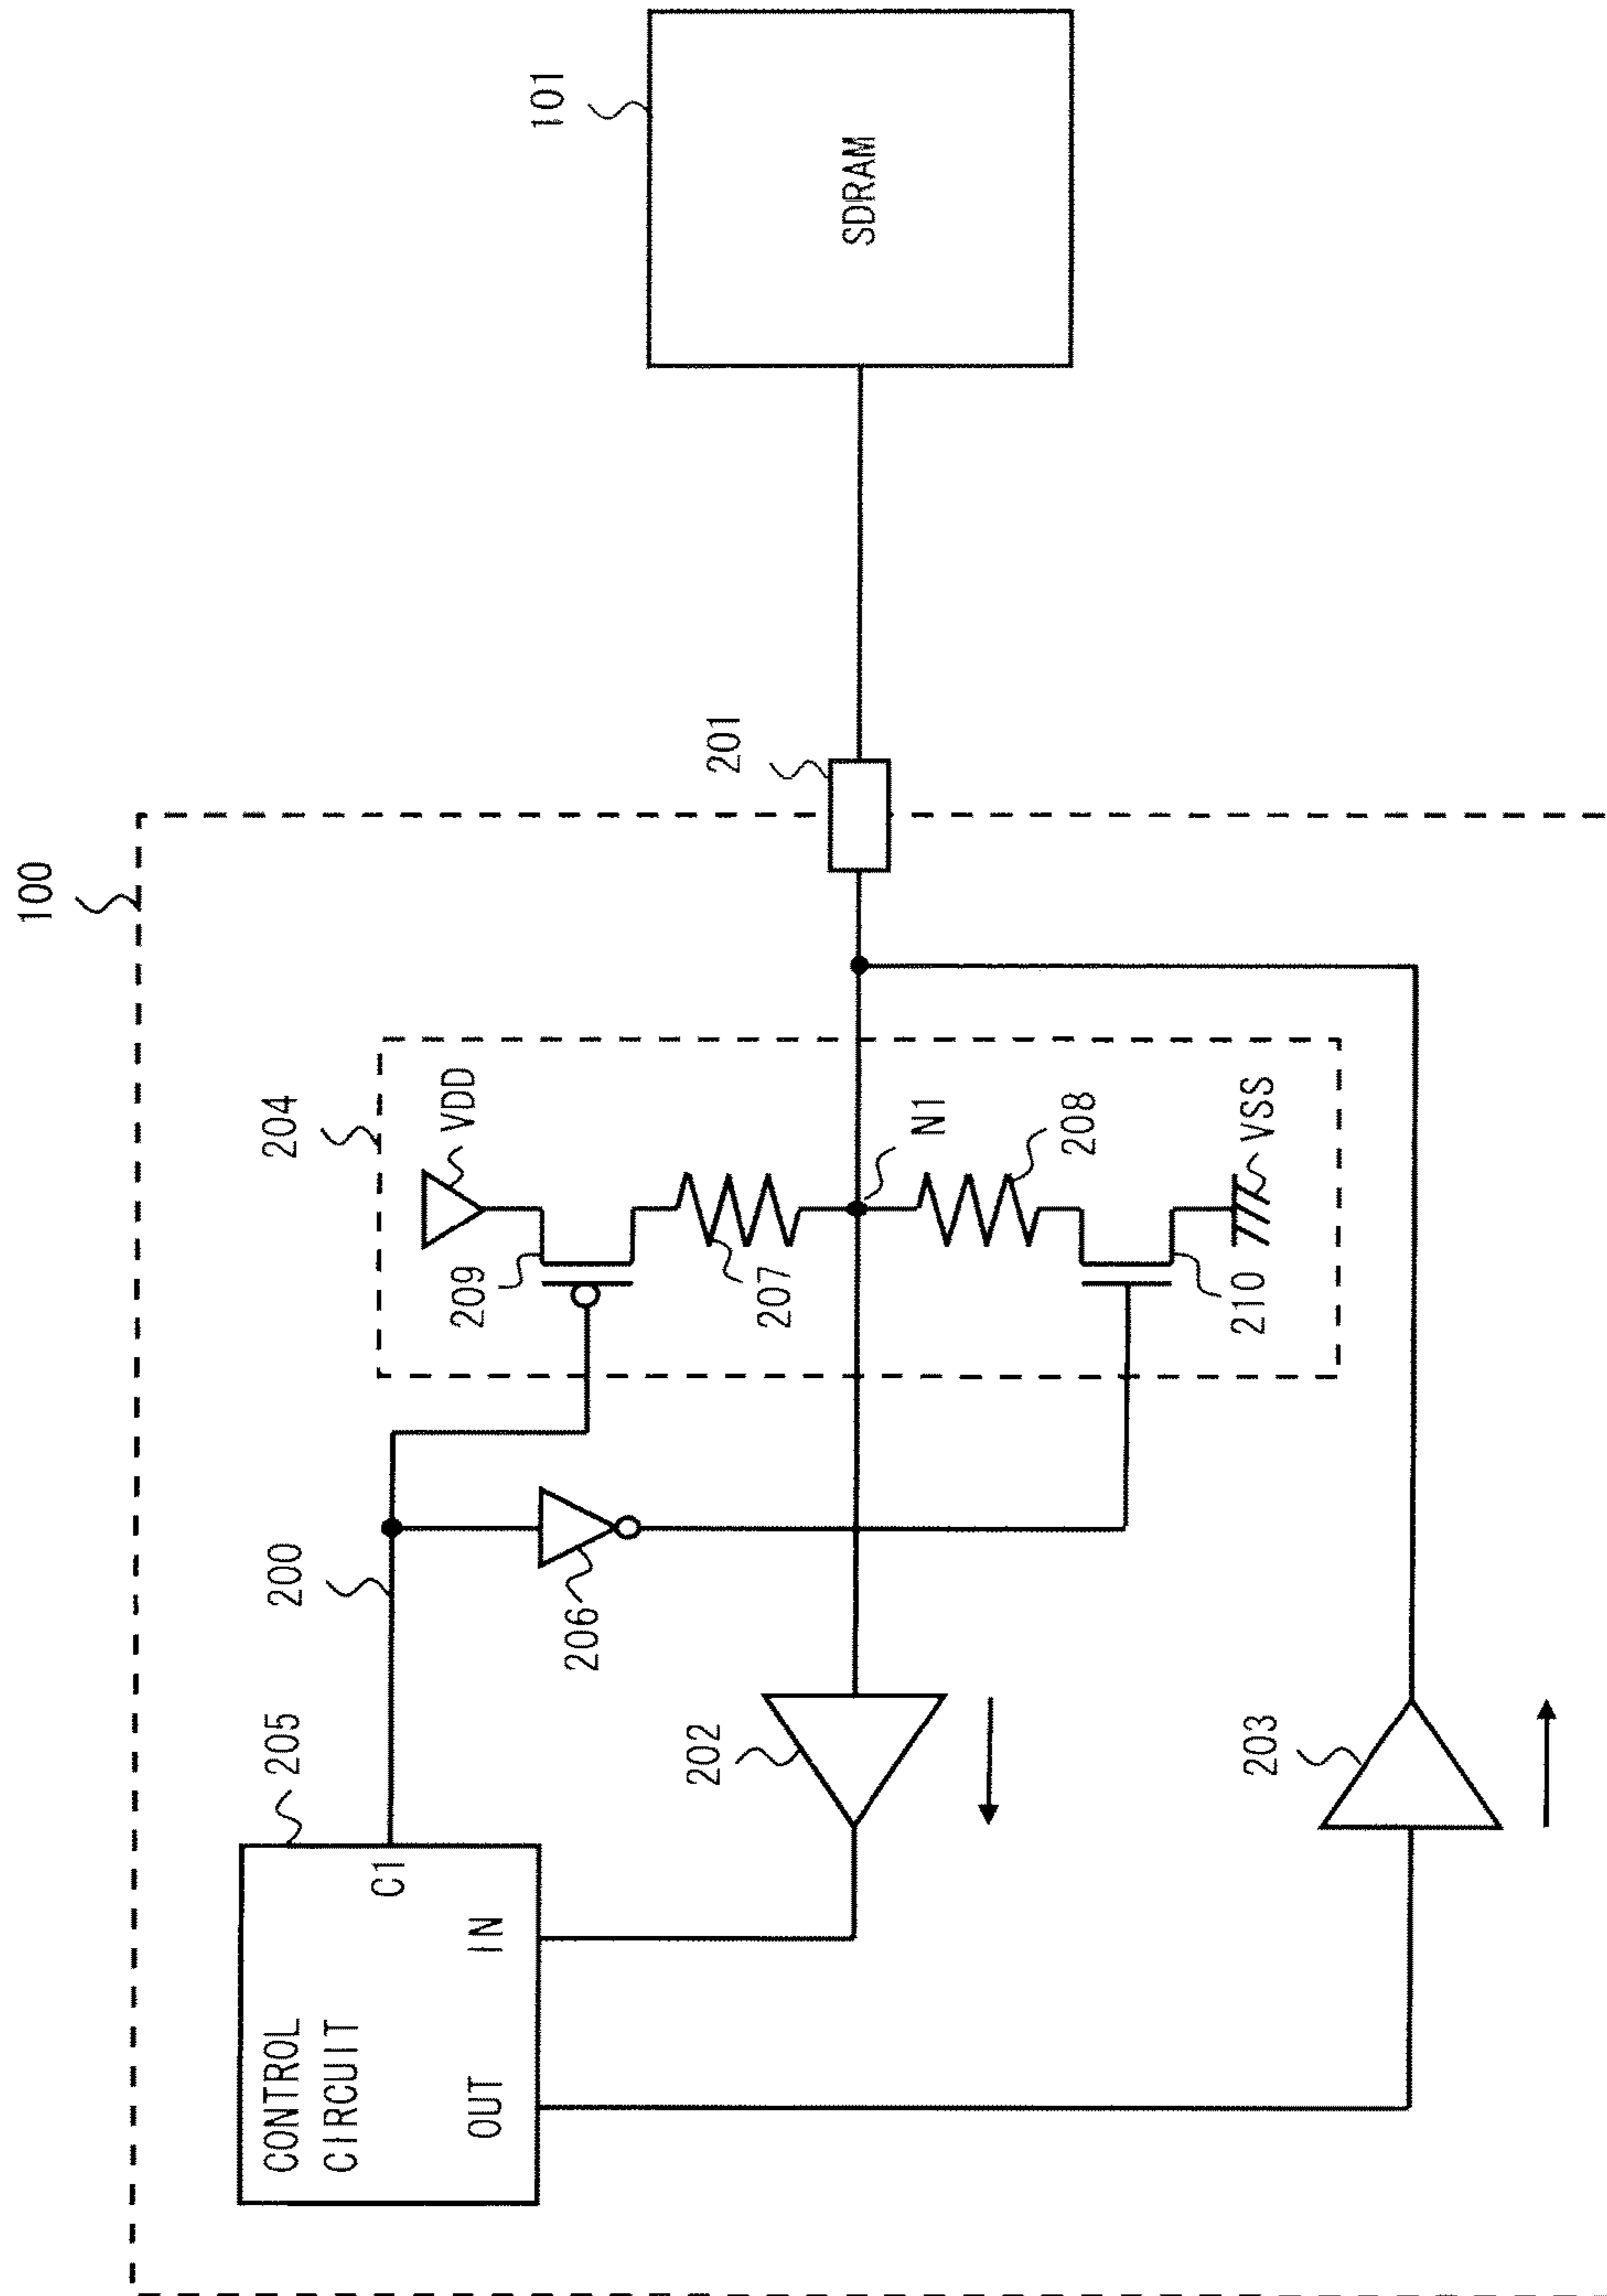 100
200
204
205
CONTROL
CIRCUIT
C1
IN
OUT
206
209
VDD
207
N1
208
210
VSS
202
203
201
101
SDRAM